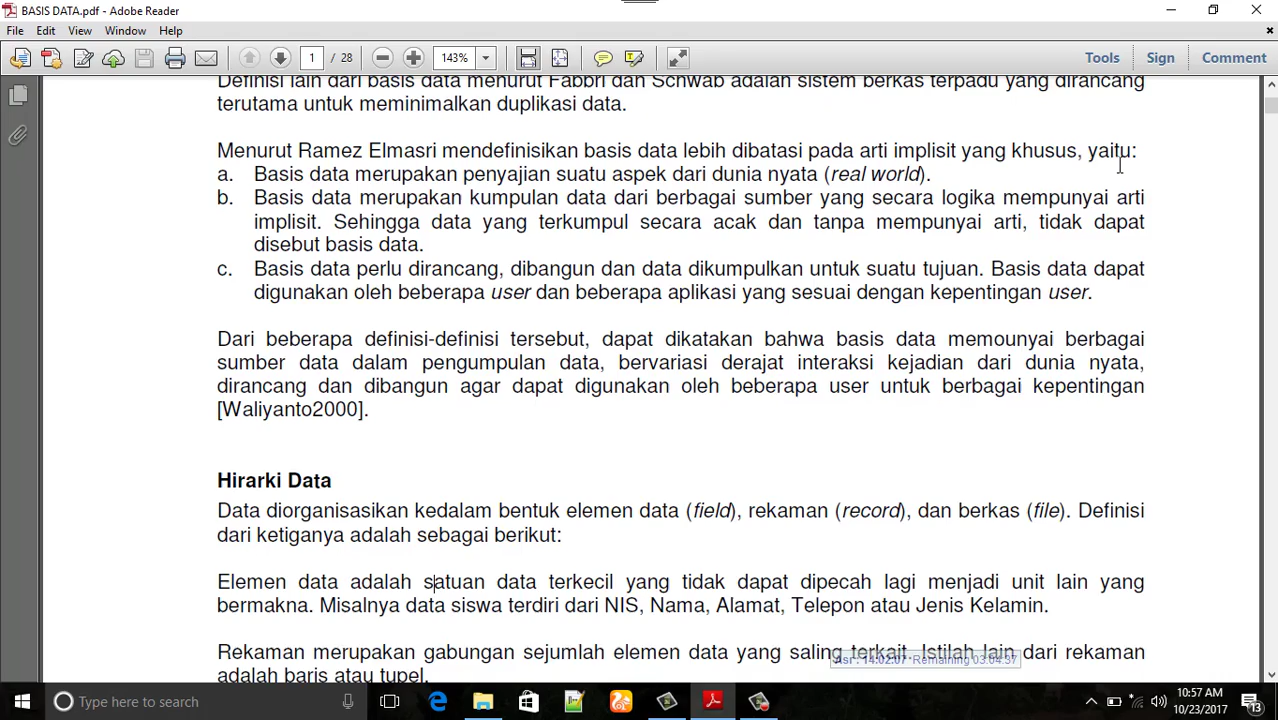 BASIS DATA.pdf - Adobe Reader
File Edit View Window Help
1 / 28 143% Tools Sign Comment
Definisi lain dari basis data menurut Fabbri dan Schwab adalah sistem berkas terpadu yang dirancang
terutama untuk meminimalkan duplikasi data.
Menurut Ramez Elmasri mendefinisikan basis data lebih dibatasi pada arti implisit yang khusus, yaitu:
a. Basis data merupakan penyajian suatu aspek dari dunia nyata (real world).
b. Basis data merupakan kumpulan data dari berbagai sumber yang secara logika mempunyai arti
implisit. Sehingga data yang terkumpul secara acak dan tanpa mempunyai arti, tidak dapat
disebut basis data.
c. Basis data perlu dirancang, dibangun dan data dikumpulkan untuk suatu tujuan. Basis data dapat
digunakan oleh beberapa user dan beberapa aplikasi yang sesuai dengan kepentingan user.
Dari beberapa definisi-definisi tersebut, dapat dikatakan bahwa basis data memounyai berbagai
sumber data dalam pengumpulan data, bervariasi derajat interaksi kejadian dari dunia nyata,
dirancang dan dibangun agar dapat digunakan oleh beberapa user untuk berbagai kepentingan
[Waliyanto2000].
Hirarki Data
Data diorganisasikan kedalam bentuk elemen data (field), rekaman (record), dan berkas (file). Definisi
dari ketiganya adalah sebagai berikut:
Elemen data adalah satuan data terkecil yang tidak dapat dipecah lagi menjadi unit lain yang
bermakna. Misalnya data siswa terdiri dari NIS, Nama, Alamat, Telepon atau Jenis Kelamin.
Rekaman merupakan gabungan sejumlah elemen data yang saling terkait. Istilah lain dari rekaman
Asr : 14:02:07 Remaining 03:04:37
adalah baris atau tupel.
Type here to search
10:57 AM
10/23/2017
13